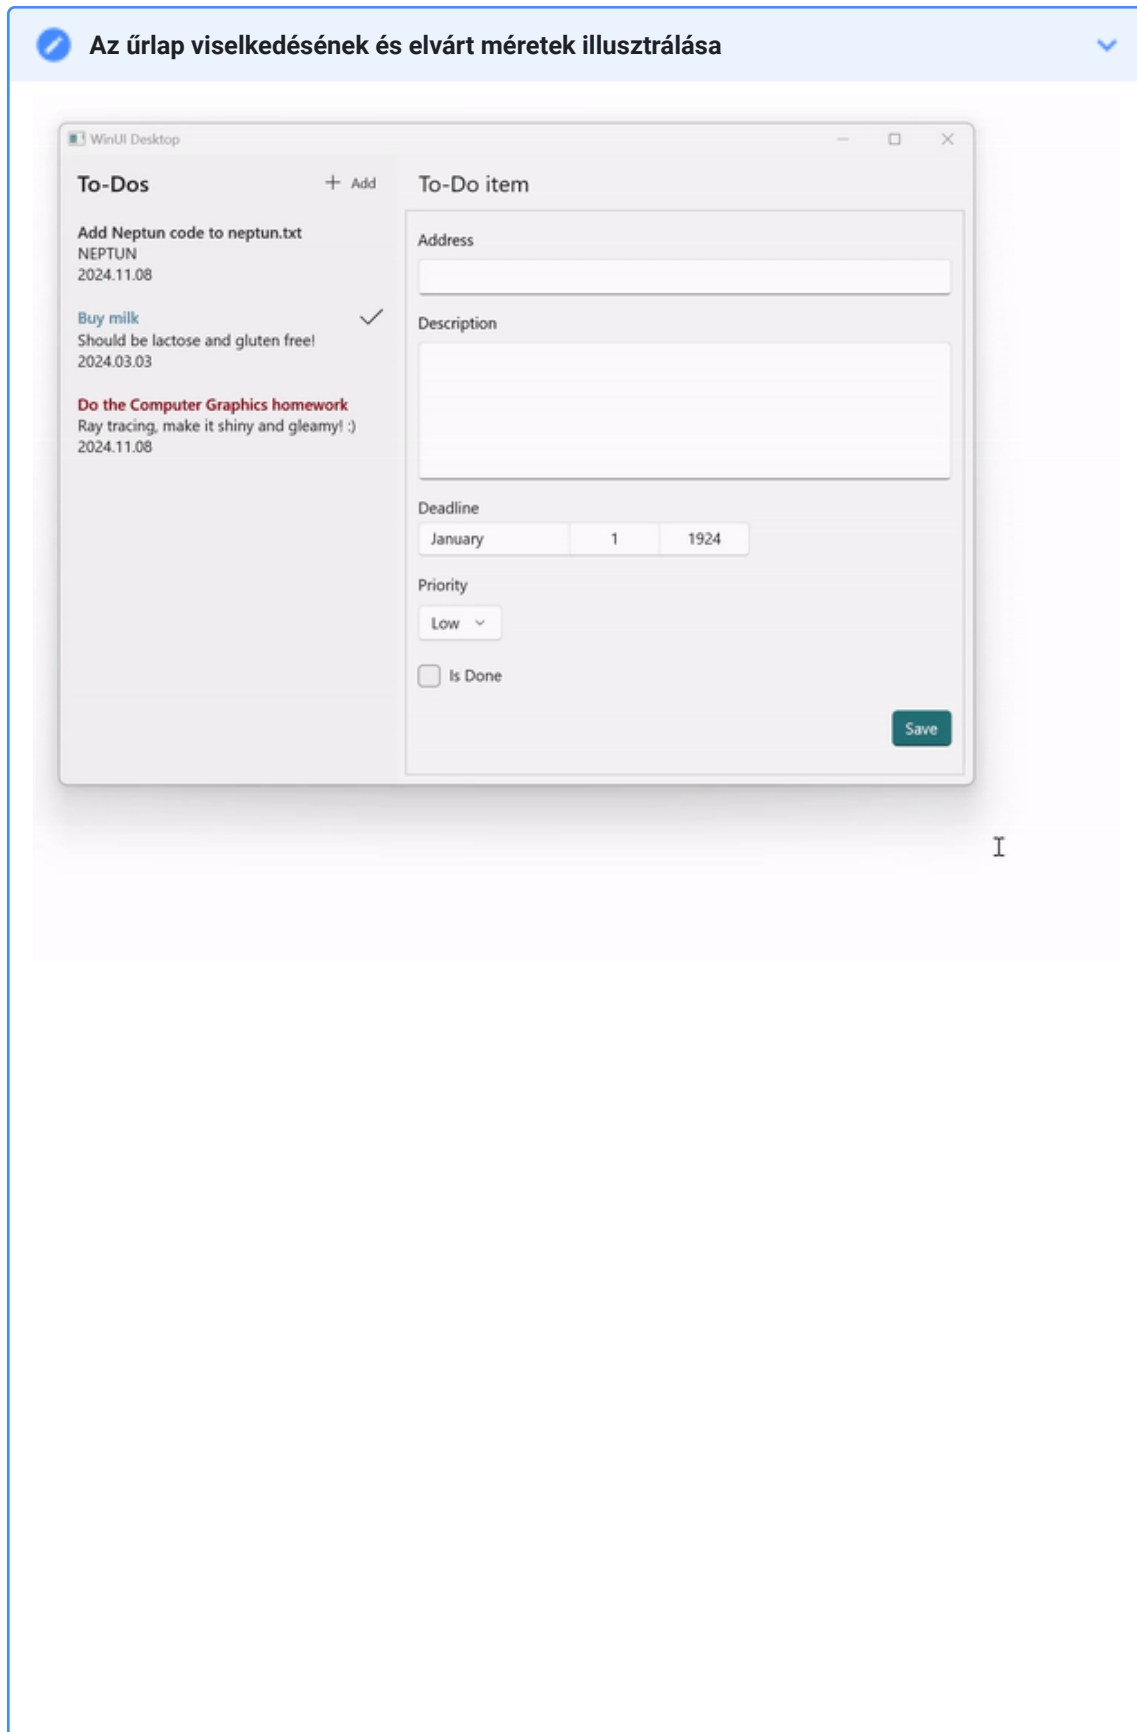 Az űrlap viselkedésének és elvárt méretek illusztrálása
WinUI Desktop
To-Dos
Add
Add Neptun code to neptun.txt
NEPTUN
2024.11.08
Buy milk
Should be lactose and gluten free!
2024.03.03
Do the Computer Graphics homework
Ray tracing, make it shiny and gleamy! :)
2024.11.08
To-Do item
Address
Description
Deadline
January 1 1924
Priority
Low
Is Done
Save